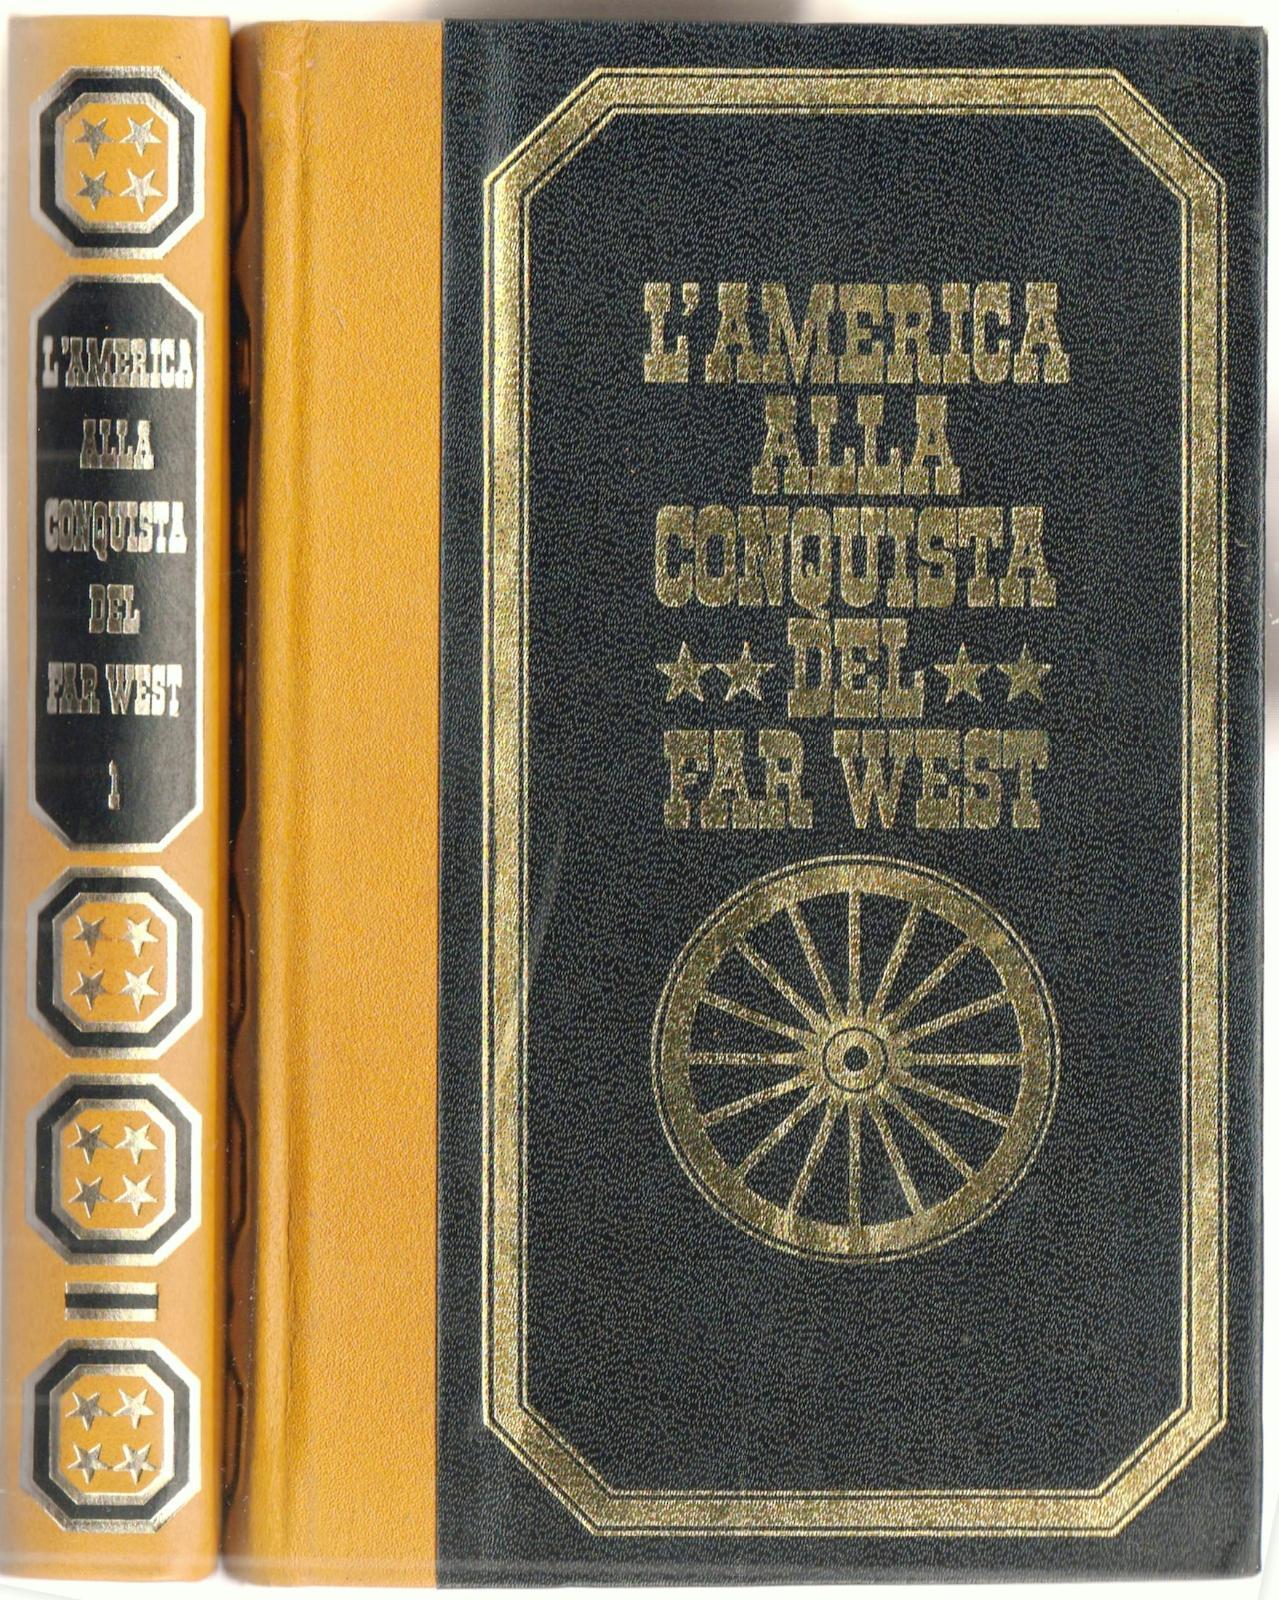 L'AMERICA
ALLA
CONQUISTA
DEL
FAR WEST
1
L'AMERICA
ALLA
CONQUISTA
DEL
FAR WEST